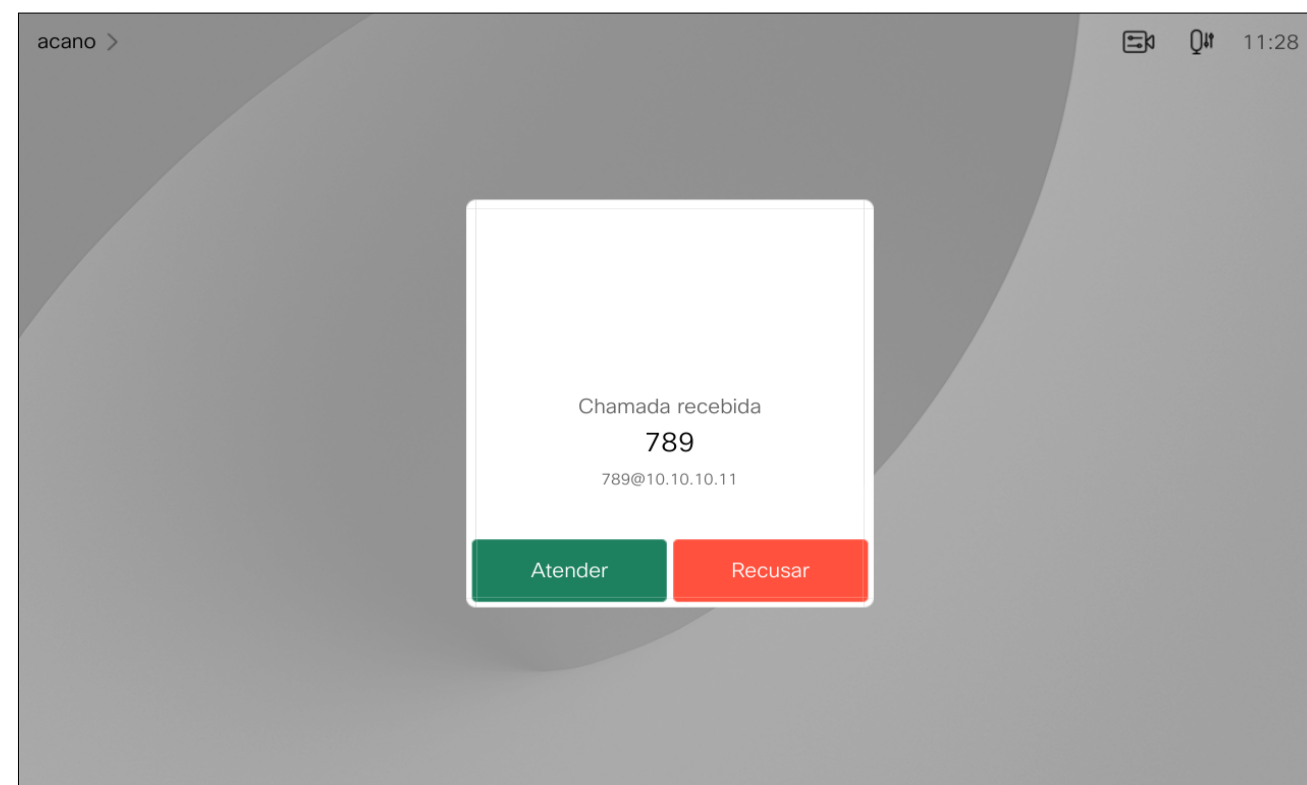 acano
11:28
Chamada recebida
789
789@10.10.10.11
Atender
Recusar